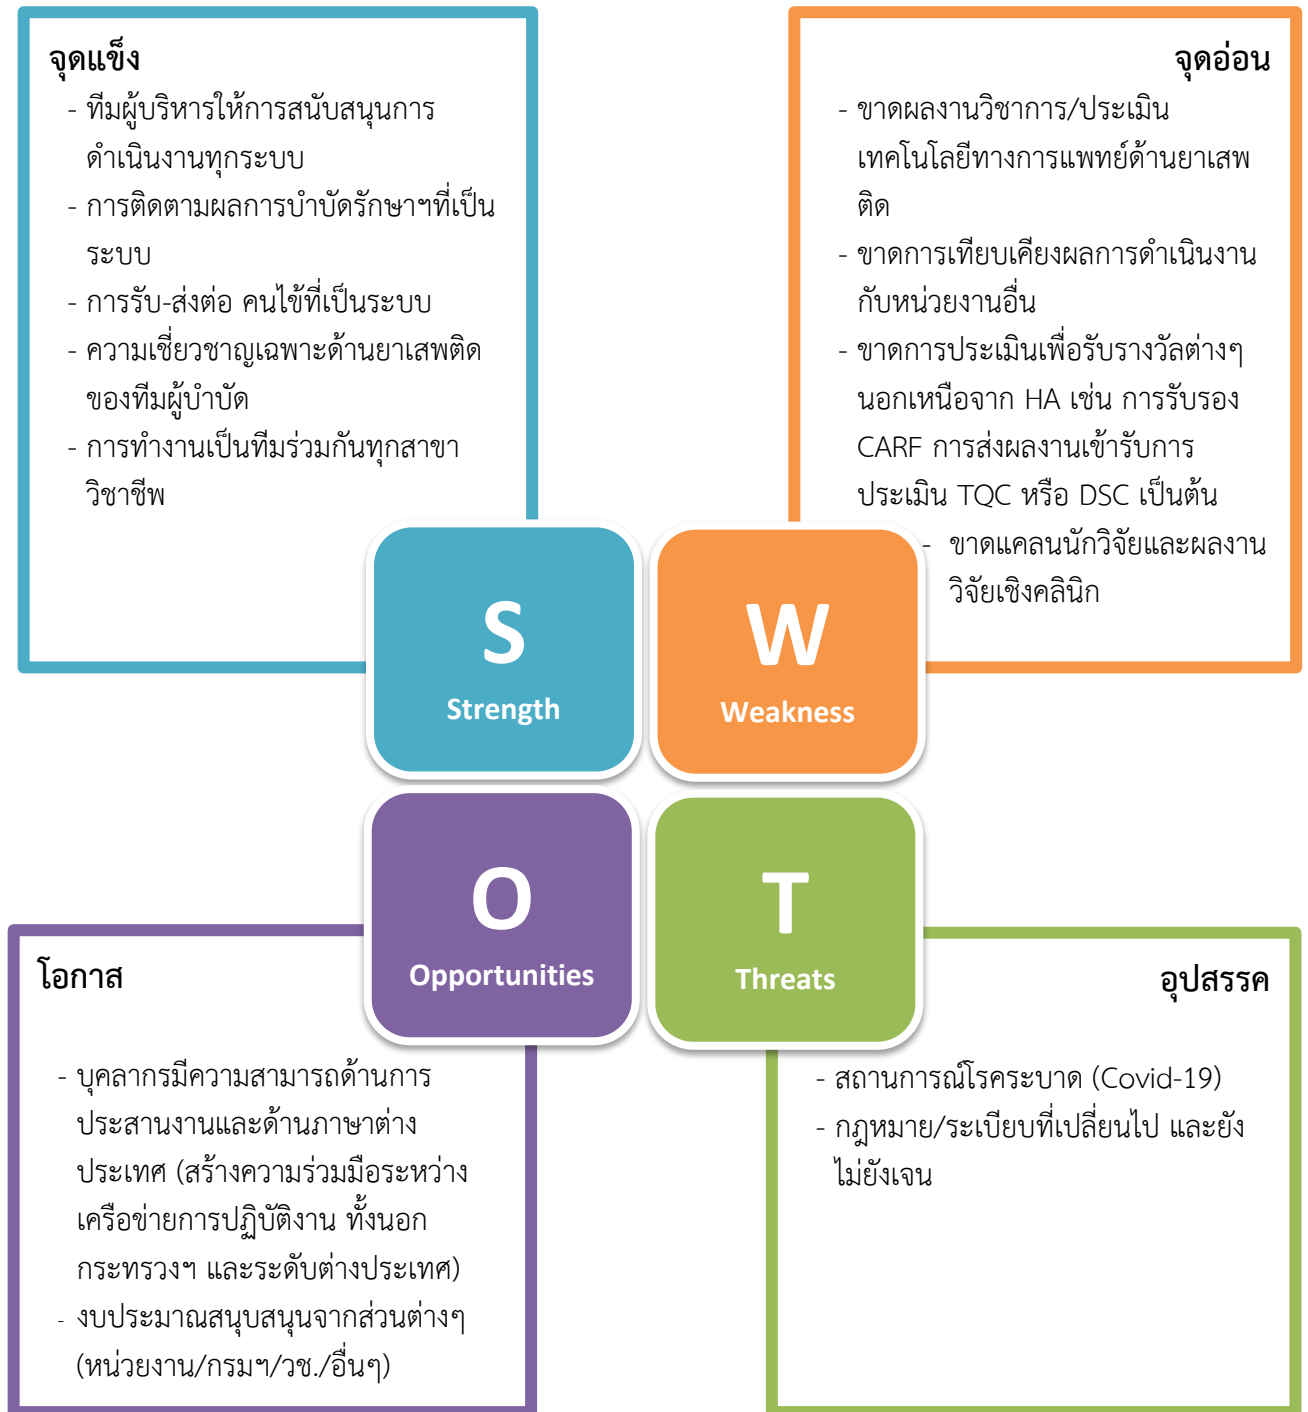 จุดแข็ง
- ทีมผู้บริหารให้การสนับสนุนการ
ดำเนินงานทุกระบบ
- การติดตามผลการบำบัดรักษาฯที่เป็น
ระบบ
- การรับ-ส่งต่อ คนไข้ที่เป็นระบบ
- ความเชี่ยวชาญเฉพาะด้านยาเสพติด
ของทีมผู้บำบัด
- การทำงานเป็นทีมร่วมกันทุกสาขา
วิชาชีพ
จุดอ่อน
- ขาดผลงานวิชาการ/ประเมิน
เทคโนโลยีทางการแพทย์ด้านยาเสพ
ติด
- ขาดการเทียบเคียงผลการดำเนินงาน
กับหน่วยงานอื่น
- ขาดการประเมินเพื่อรับรางวัลต่างๆ
นอกเหนือจาก HA เช่น การรับรอง
CARF การส่งผลงานเข้ารับการ
ประเมิน TQC หรือ DSC เป็นต้น
- ขาดแคลนนักวิจัยและผลงาน
วิจัยเชิงคลินิก
S
Strength
W
Weakness
O
Opportunities
T
Threats
โอกาส
- บุคลากรมีความสามารถด้านการ
ประสานงานและด้านภาษาต่าง
ประเทศ (สร้างความร่วมมือระหว่าง
เครือข่ายการปฏิบัติงาน ทั้งนอก
กระทรวงฯ และระดับต่างประเทศ)
- งบประมาณสนุบสนุนจากส่วนต่างๆ
(หน่วยงาน/กรมฯ/วช./อื่นๆ)
อุปสรรค
- สถานการณ์โรคระบาด (Covid-19)
- กฎหมาย/ระเบียบที่เปลี่ยนไป และยัง
ไม่ยังเจน